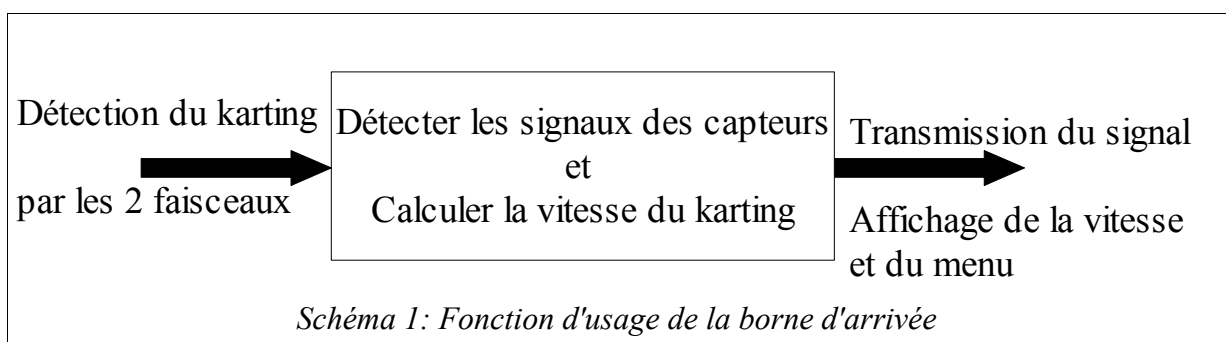 Détection du karting
par les 2 faisceaux
Détecter les signaux des capteurs
et
Calculer la vitesse du karting
Transmission du signal
Affichage de la vitesse
et du menu
Schéma 1: Fonction d'usage de la borne d'arrivée